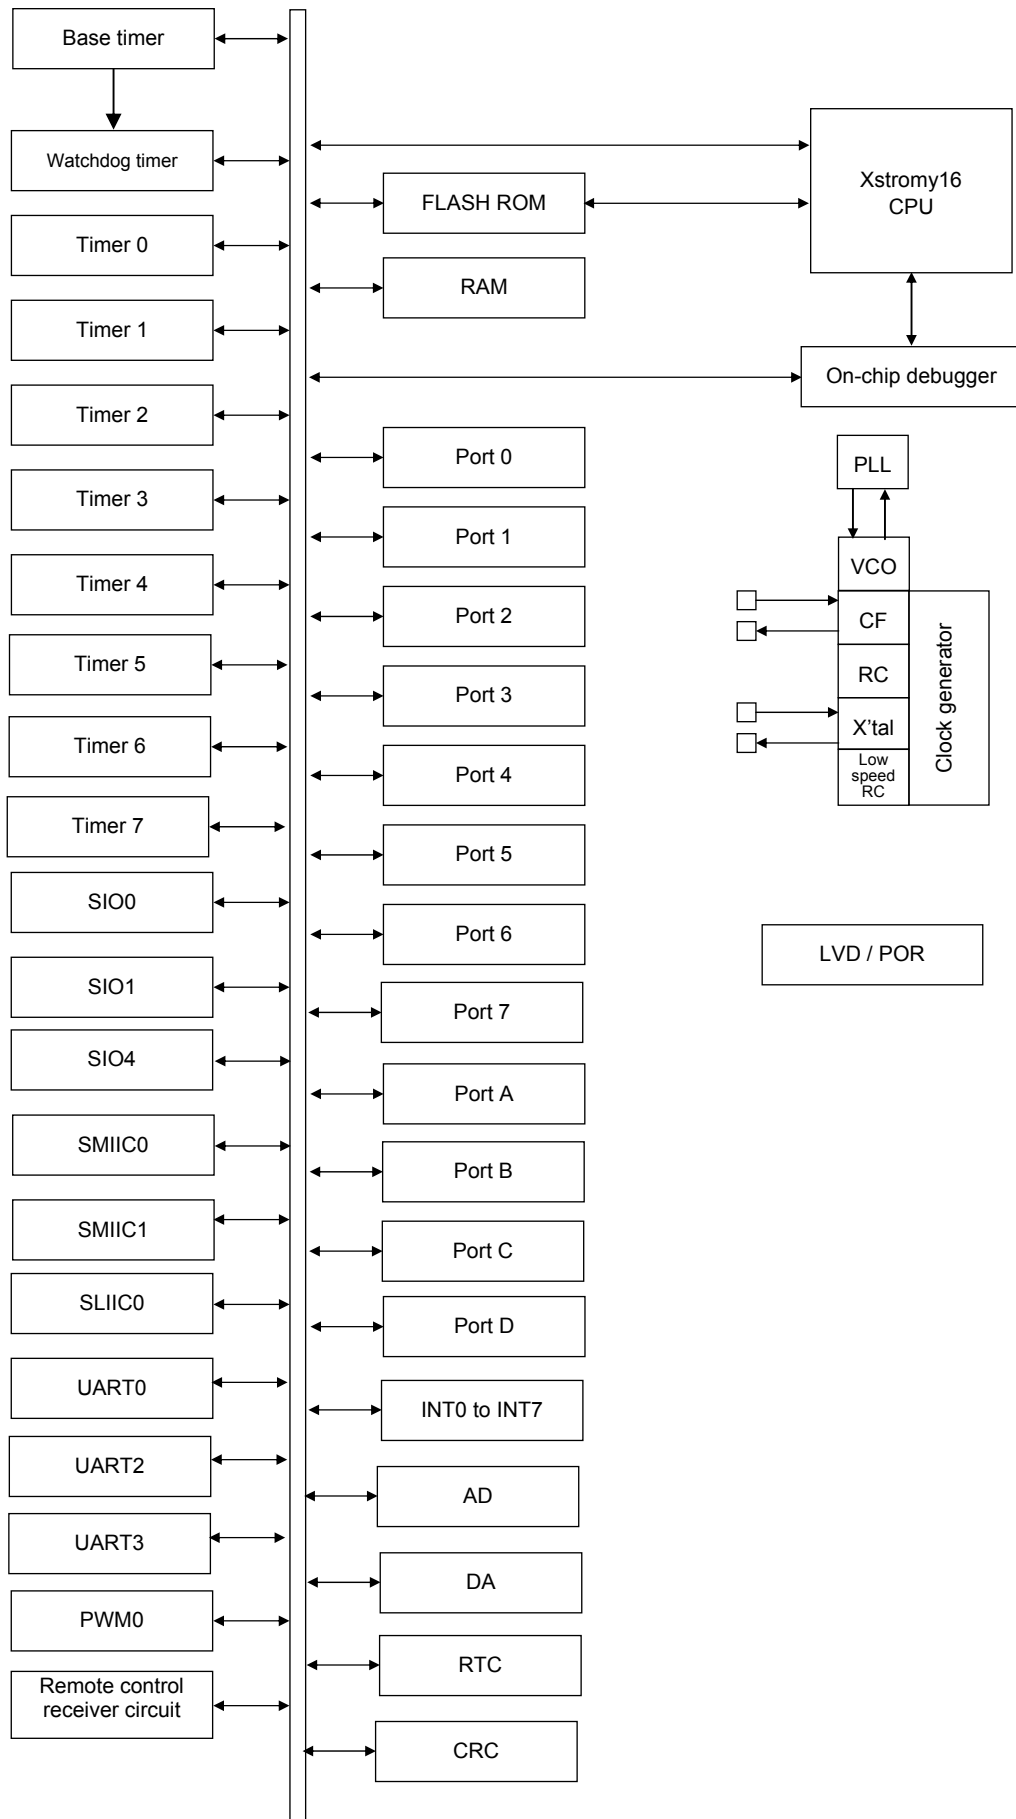 Base timer
Watchdog timer
Timer 0
Timer 1
Timer 2
Timer 3
Timer 4
Timer 5
Timer 6
Timer 7
SIO0
SIO1
SIO4
SMIIC0
SMIIC1
SLIIC0
UART0
UART2
UART3
PWM0
Remote control
receiver circuit
FLASH ROM
RAM
Port 0
Port 1
Port 2
Port 3
Port 4
Port 5
Port 6
Port 7
Port A
Port B
Port C
Port D
INT0 to INT7
AD
DA
RTC
CRC
Xstromy16
CPU
On-chip debugger
PLL
VCO
CF
RC
X'tal
Low
speed
RC
Clock generator
LVD / POR